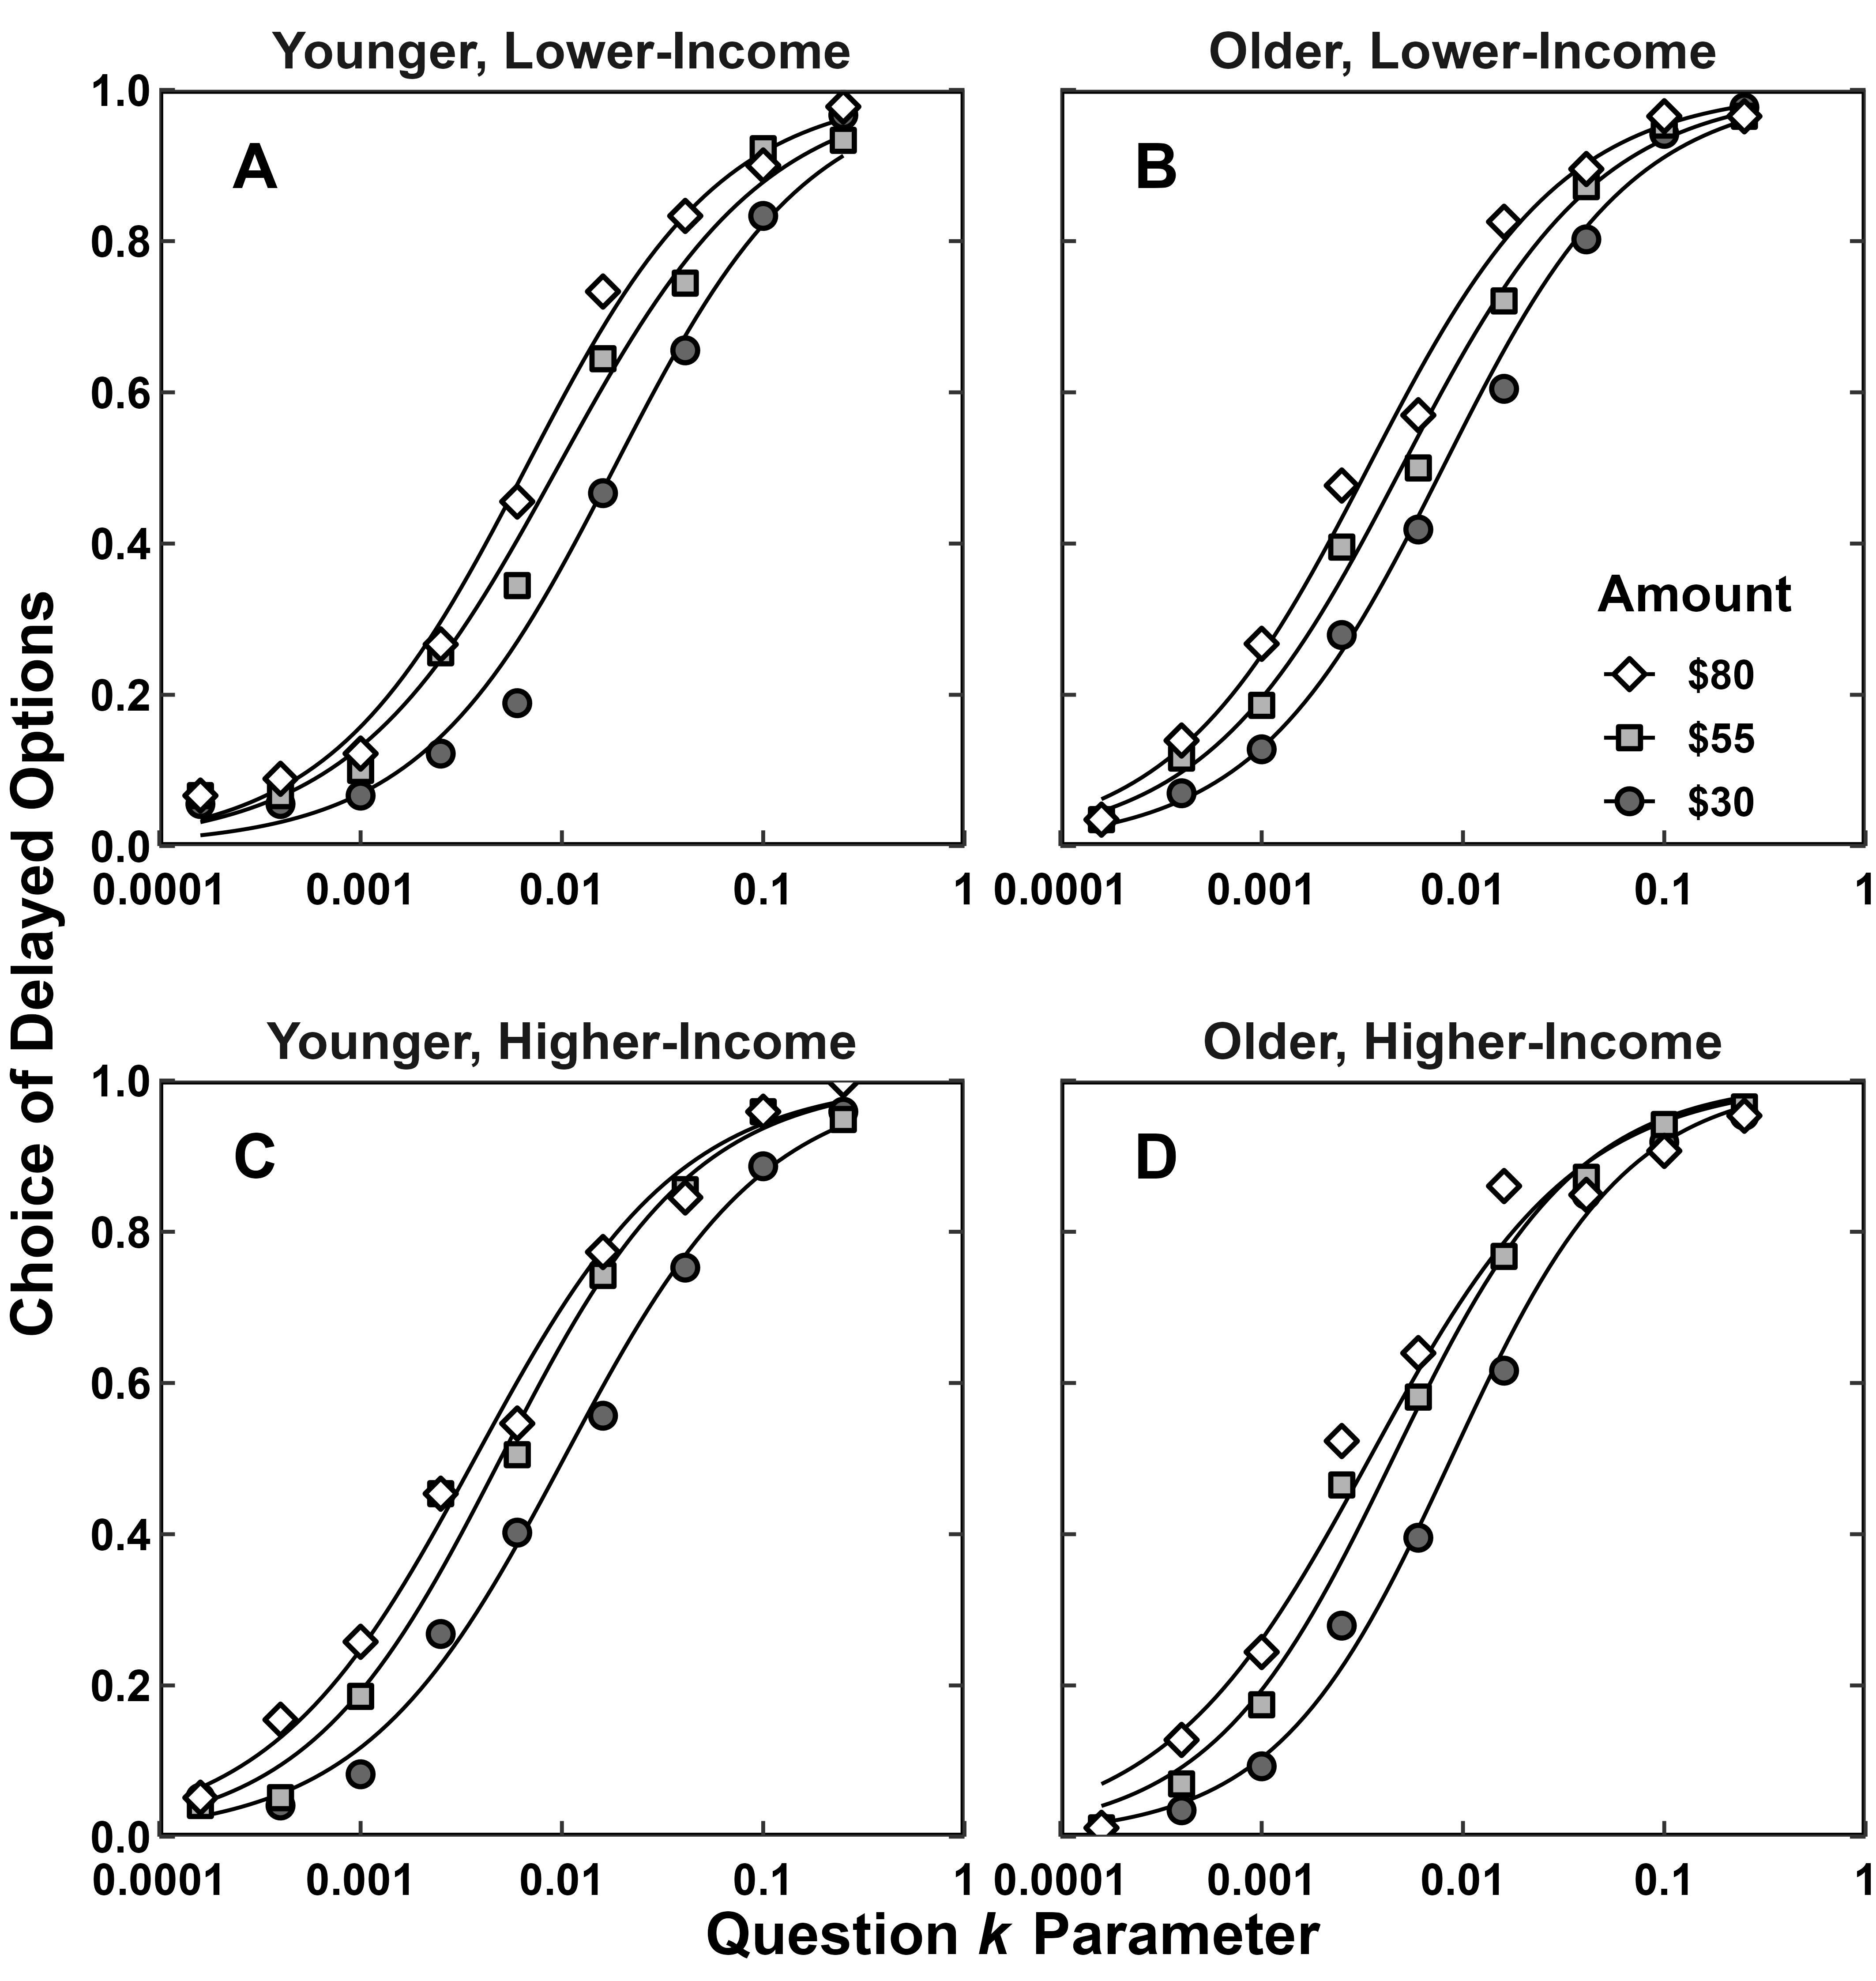 Younger, Lower-Income
Older, Lower-Income
1.0
A
B
0.8
0.6
0.4
Amount
$80
0.2
$55
$30
0.0
0.0001 0.001 0.01 0.1 1
0.0001 0.001 0.01 0.1 1
Choice of Delayed Options
Younger, Higher-Income
Older, Higher-Income
1.0
C
D
0.8
0.6
0.4
0.2
0.0
0.0001 0.001 0.01 0.1 1
0.0001 0.001 0.01 0.1 1
Question k Parameter